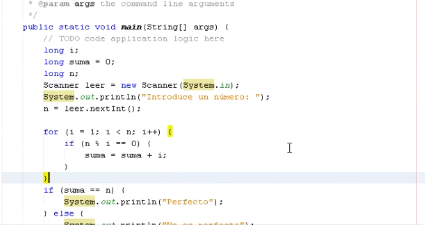 * @param args the command line arguments
*/
public static void main(String[] args) {
// TODO code application logic here
long i;
long suma = 0;
long n;
Scanner leer = new Scanner(System.in);
System.out.println("Introduce un número: ");
n = leer.nextInt();
for (i = 1; i < n; i++) {
if (n % i == 0) {
suma = suma + i;
}
}
if (suma == n) {
System.out.println("Perfecto");
} else {
System.out.println("No es perfecto");